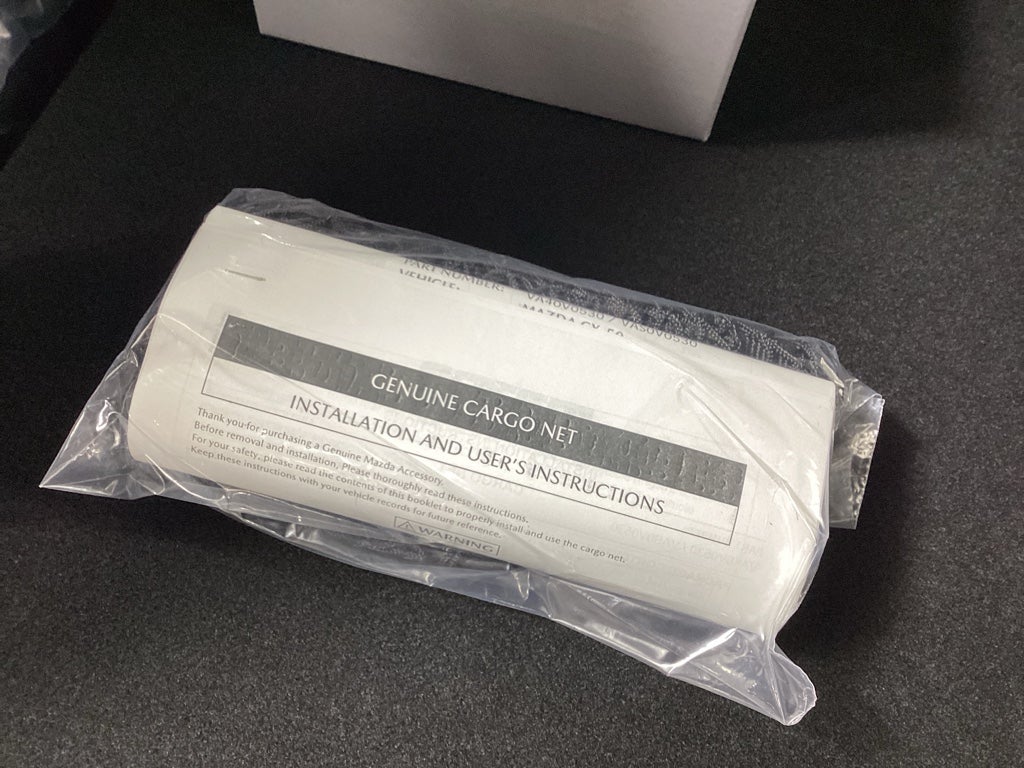 PART NUMBER: VA40V0530 / VA50V0530
VEHICLE: MAZDA CX-50
GENUINE CARGO NET
INSTALLATION AND USER'S INSTRUCTIONS
Thank you for purchasing a Genuine Mazda Accessory.
Before removal and installation, Please thoroughly read these instructions.
For your safety, please read the contents of this booklet to properly install and use the cargo net.
Keep these instructions with your vehicle records for future reference.
WARNING